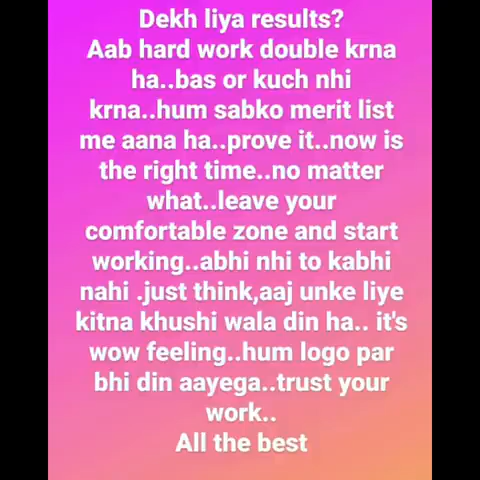 Dekh liya results?
Aab hard work double krna
ha..bas or kuch nhi
krna..hum sabko merit list
me aana ha..prove it..now is
the right time..no matter
what..leave your
comfortable zone and start
working..abhi nhi to kabhi
nahi .just think,aaj unke liye
kitna khushi wala din ha.. it's
wow feeling..hum logo par
bhi din aayega..trust your
work..
All the best